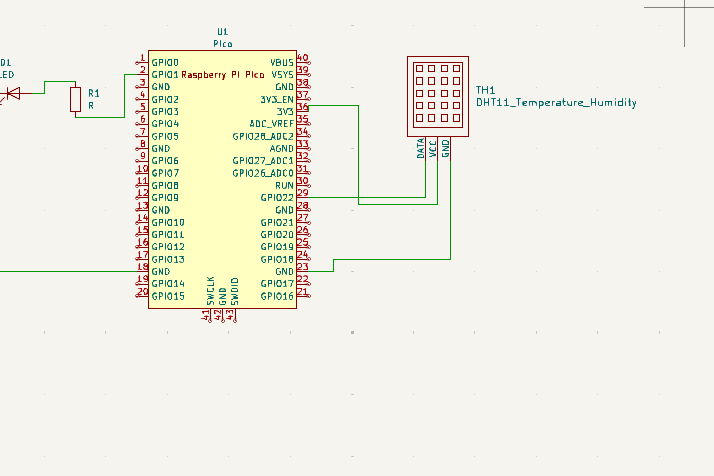 U1
Pico
Raspberry Pi Pico
1 GPIO0
2 GPIO1
3 GND
4 GPIO2
5 GPIO3
6 GPIO4
7 GPIO5
8 GND
9 GPIO6
10 GPIO7
11 GPIO8
12 GPIO9
13 GND
14 GPIO10
15 GPIO11
16 GPIO12
17 GPIO13
18 GND
19 GPIO14
20 GPIO15
VBUS 40
VSYS 39
GND 38
3V3_EN 37
3V3 36
ADC_VREF 35
GPIO28_ADC2 34
AGND 33
GPIO27_ADC1 32
GPIO26_ADC0 31
RUN 30
GPIO22 29
GND 28
GPIO21 27
GPIO20 26
GPIO19 25
GPIO18 24
GND 23
GPIO17 22
GPIO16 21
41 SWCLK
42 GND
43 SWDIO
D1
LED
R1
R
TH1
DHT11_Temperature_Humidity
DATA
VCC
GND